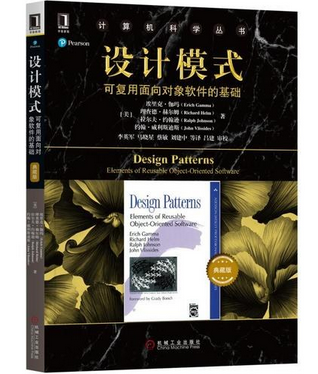 计算机科学丛书
Pearson
设计模式
可复用面向对象软件的基础
埃里克·伽玛（Erich Gamma）
[美] 理查德·赫尔姆（Richard Helm） 著
拉尔夫·约翰逊（Ralph Johnson）
约翰·威利斯迪斯（John Vlissides）
李英军 马晓星 蔡敏 刘建中 等译 吕建 审校
Design Patterns
Elements of Reusable Object-Oriented Software
Design Patterns
Elements of Reusable
Object-Oriented Software
Erich Gamma
Richard Helm
Ralph Johnson
John Vlissides
Foreword by Grady Booch
典藏版
机械工业出版社
China Machine Press
设计模式
可复用面向对
象软件的基础
典藏版
机械工业出版社